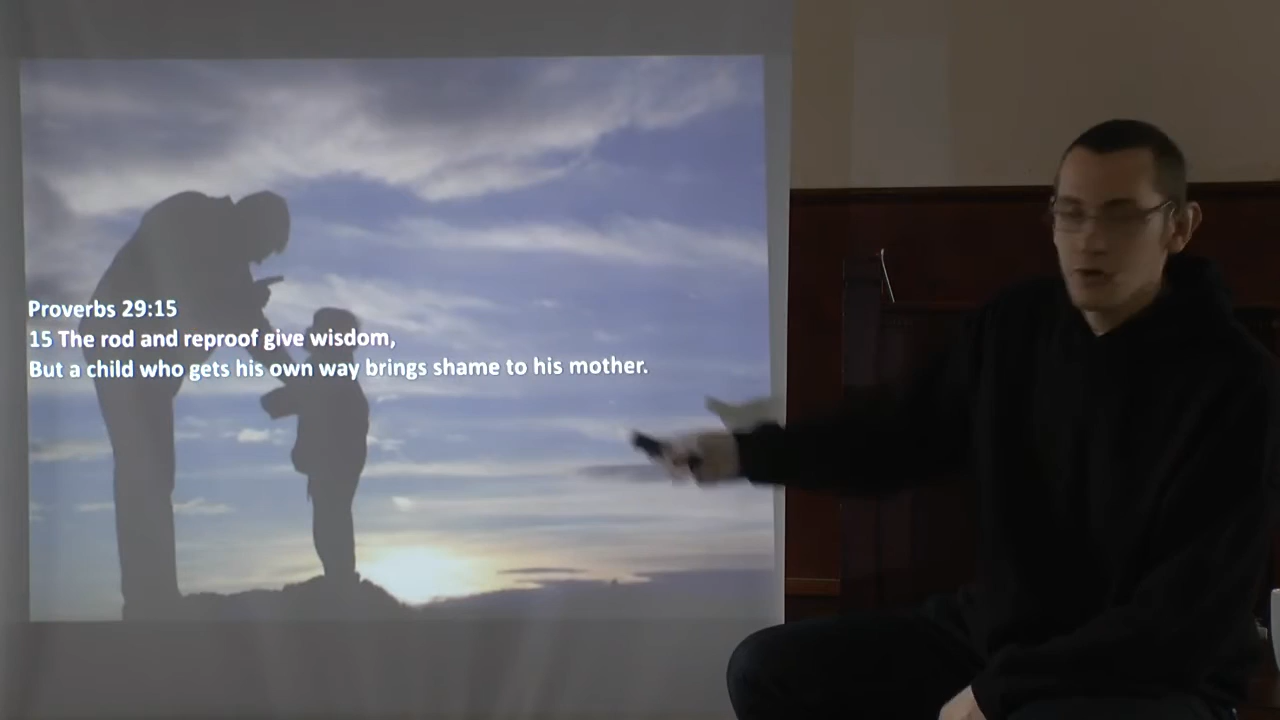 Proverbs 29:15
15 The rod and reproof give wisdom,
But a child who gets his own way brings shame to his mother.